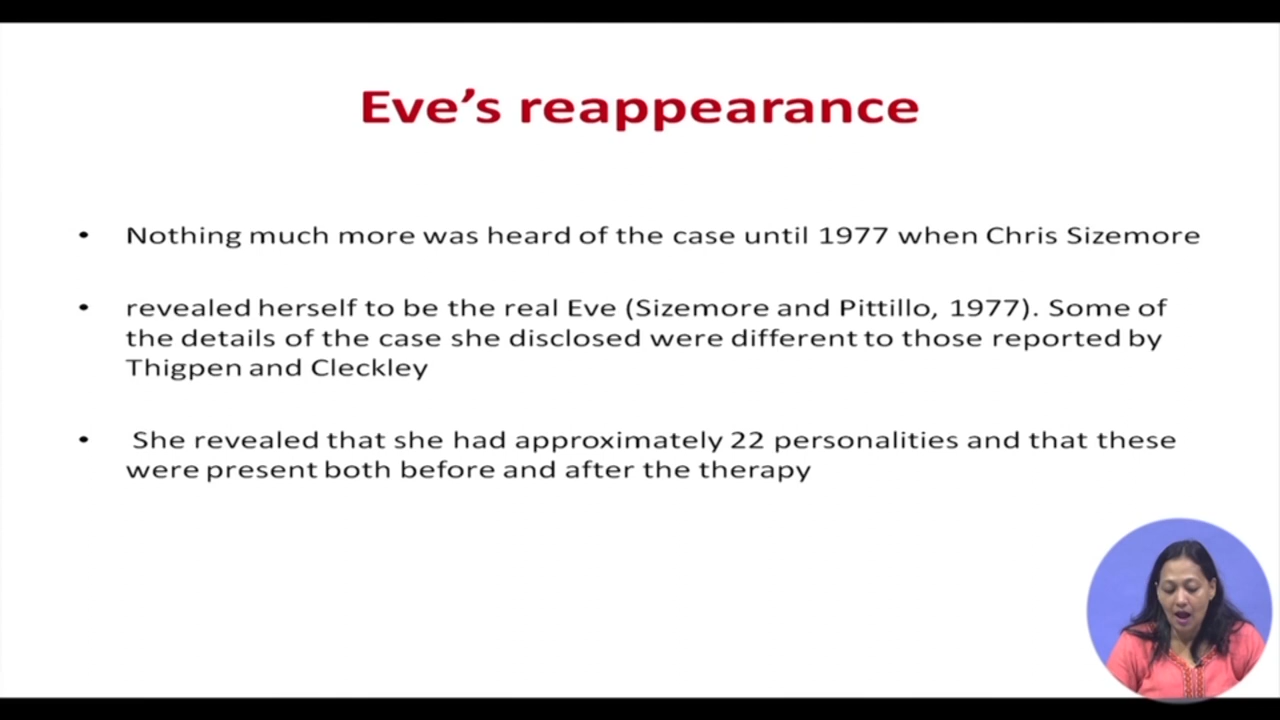 Eve’s reappearance
• Nothing much more was heard of the case until 1977 when Chris Sizemore
• revealed herself to be the real Eve (Sizemore and Pittillo, 1977). Some of
the details of the case she disclosed were different to those reported by
Thigpen and Cleckley
• She revealed that she had approximately 22 personalities and that these
were present both before and after the therapy